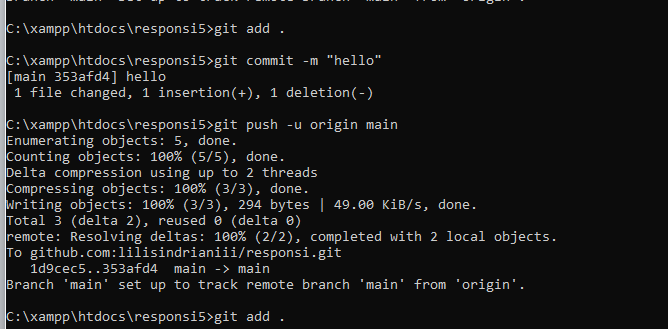 C:\xampp\htdocs\responsi5>git add .
C:\xampp\htdocs\responsi5>git commit -m "hello"
[main 353afd4] hello
 1 file changed, 1 insertion(+), 1 deletion(-)
C:\xampp\htdocs\responsi5>git push -u origin main
Enumerating objects: 5, done.
Counting objects: 100% (5/5), done.
Delta compression using up to 2 threads
Compressing objects: 100% (3/3), done.
Writing objects: 100% (3/3), 294 bytes | 49.00 KiB/s, done.
Total 3 (delta 2), reused 0 (delta 0)
remote: Resolving deltas: 100% (2/2), completed with 2 local objects.
To github.com:lilisindrianiii/responsi.git
   1d9cec5..353afd4  main -> main
Branch 'main' set up to track remote branch 'main' from 'origin'.
C:\xampp\htdocs\responsi5>git add .